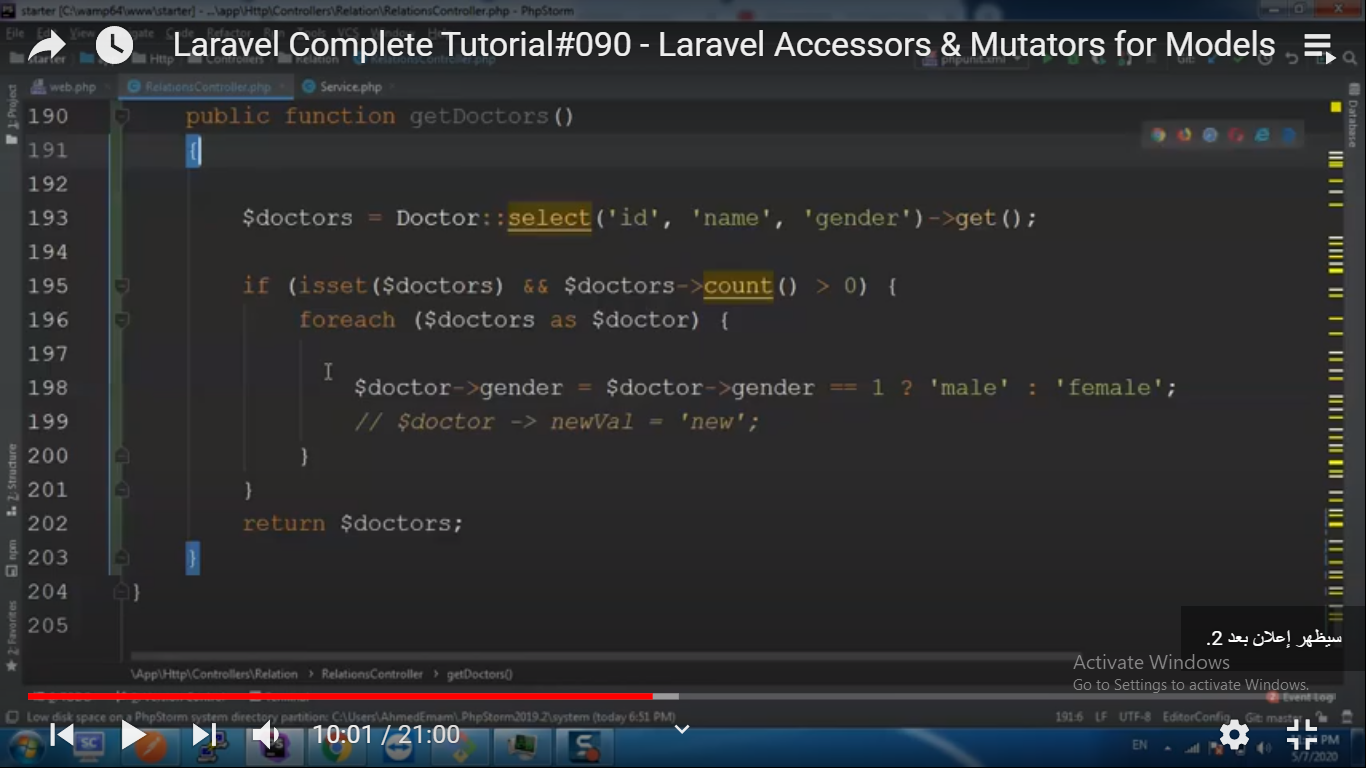 starter [C:\wamp64\www\starter] - ...\app\Http\Controllers\Relation\RelationsController.php - PhpStorm
Laravel Complete Tutorial#090 - Laravel Accessors & Mutators for Models
web.php RelationsController.php Service.php
1: Project
Database
190 public function getDoctors()
191 {
192
193 $doctors = Doctor::select('id', 'name', 'gender')->get();
194
195 if (isset($doctors) && $doctors->count() > 0) {
196 foreach ($doctors as $doctor) {
197
198 $doctor->gender = $doctor->gender == 1 ? 'male' : 'female';
199 // $doctor -> newVal = 'new';
200 }
201 }
202 return $doctors;
203 }
204 }
205
Z: Structure
npm
2: Favorites
سيظهر إعلان بعد 2.
Activate Windows
Go to Settings to activate Windows.
\App\Http\Controllers\Relation › RelationsController › getDoctors()
2 Event Log
Low disk space on a PhpStorm system directory partition: C:\Users\AhmedEmam\.PhpStorm2019.2\system (today 6:51 PM)
191:6 LF UTF-8 EditorConfig Git: master
10:01 / 21:00
SC
EN
PM
5/7/2020